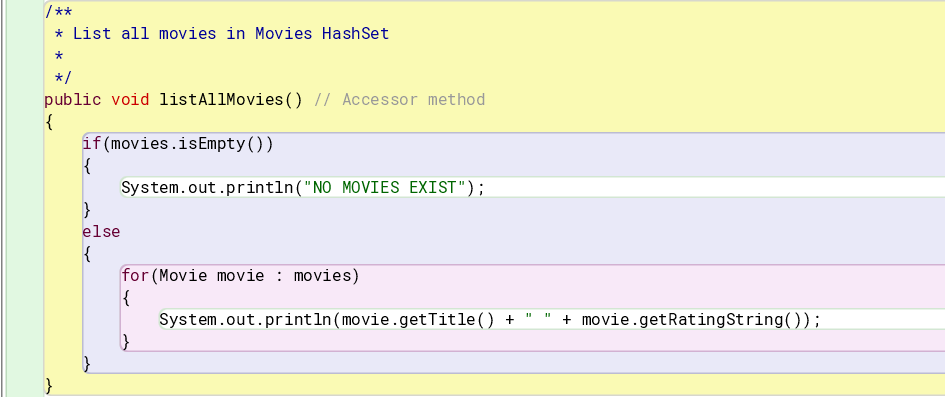 /**
 * List all movies in Movies HashSet
 *
 */
public void listAllMovies() // Accessor method
{
    if(movies.isEmpty())
    {
        System.out.println("NO MOVIES EXIST");
    }
    else
    {
        for(Movie movie : movies)
        {
            System.out.println(movie.getTitle() + " " + movie.getRatingString());
        }
    }
}